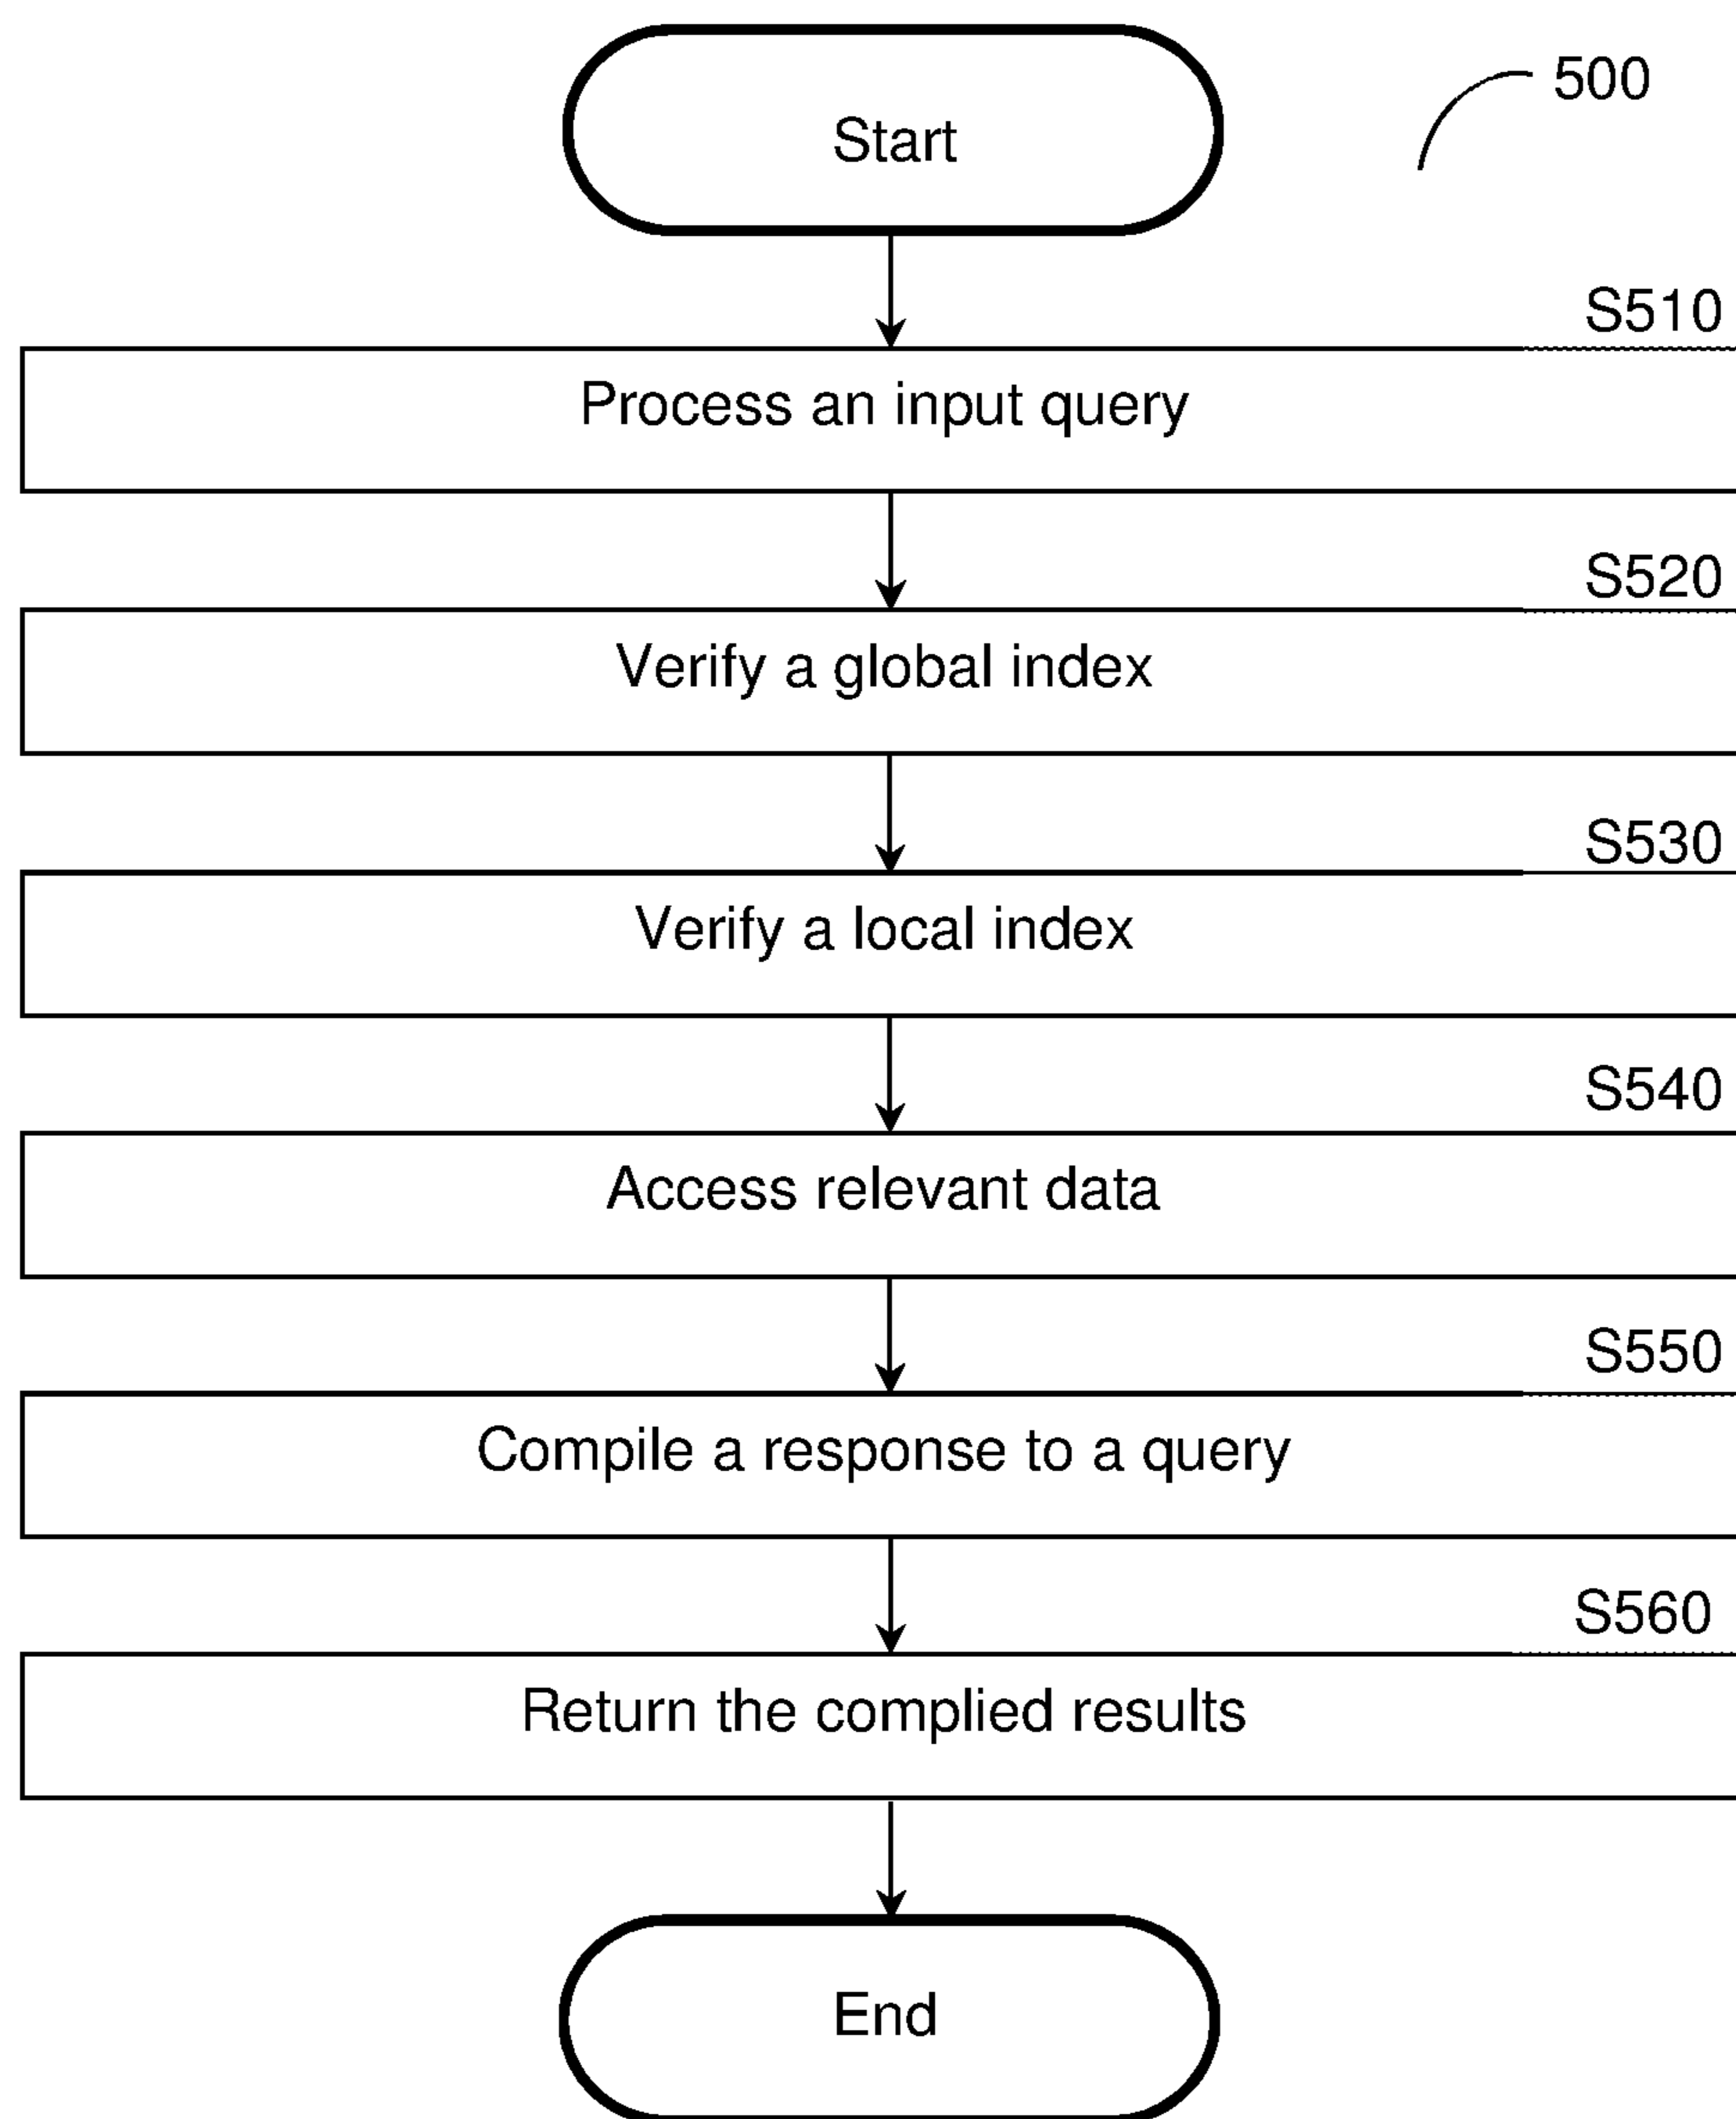 Start
500
S510
Process an input query
S520
Verify a global index
S530
Verify a local index
S540
Access relevant data
S550
Compile a response to a query
S560
Return the complied results
End